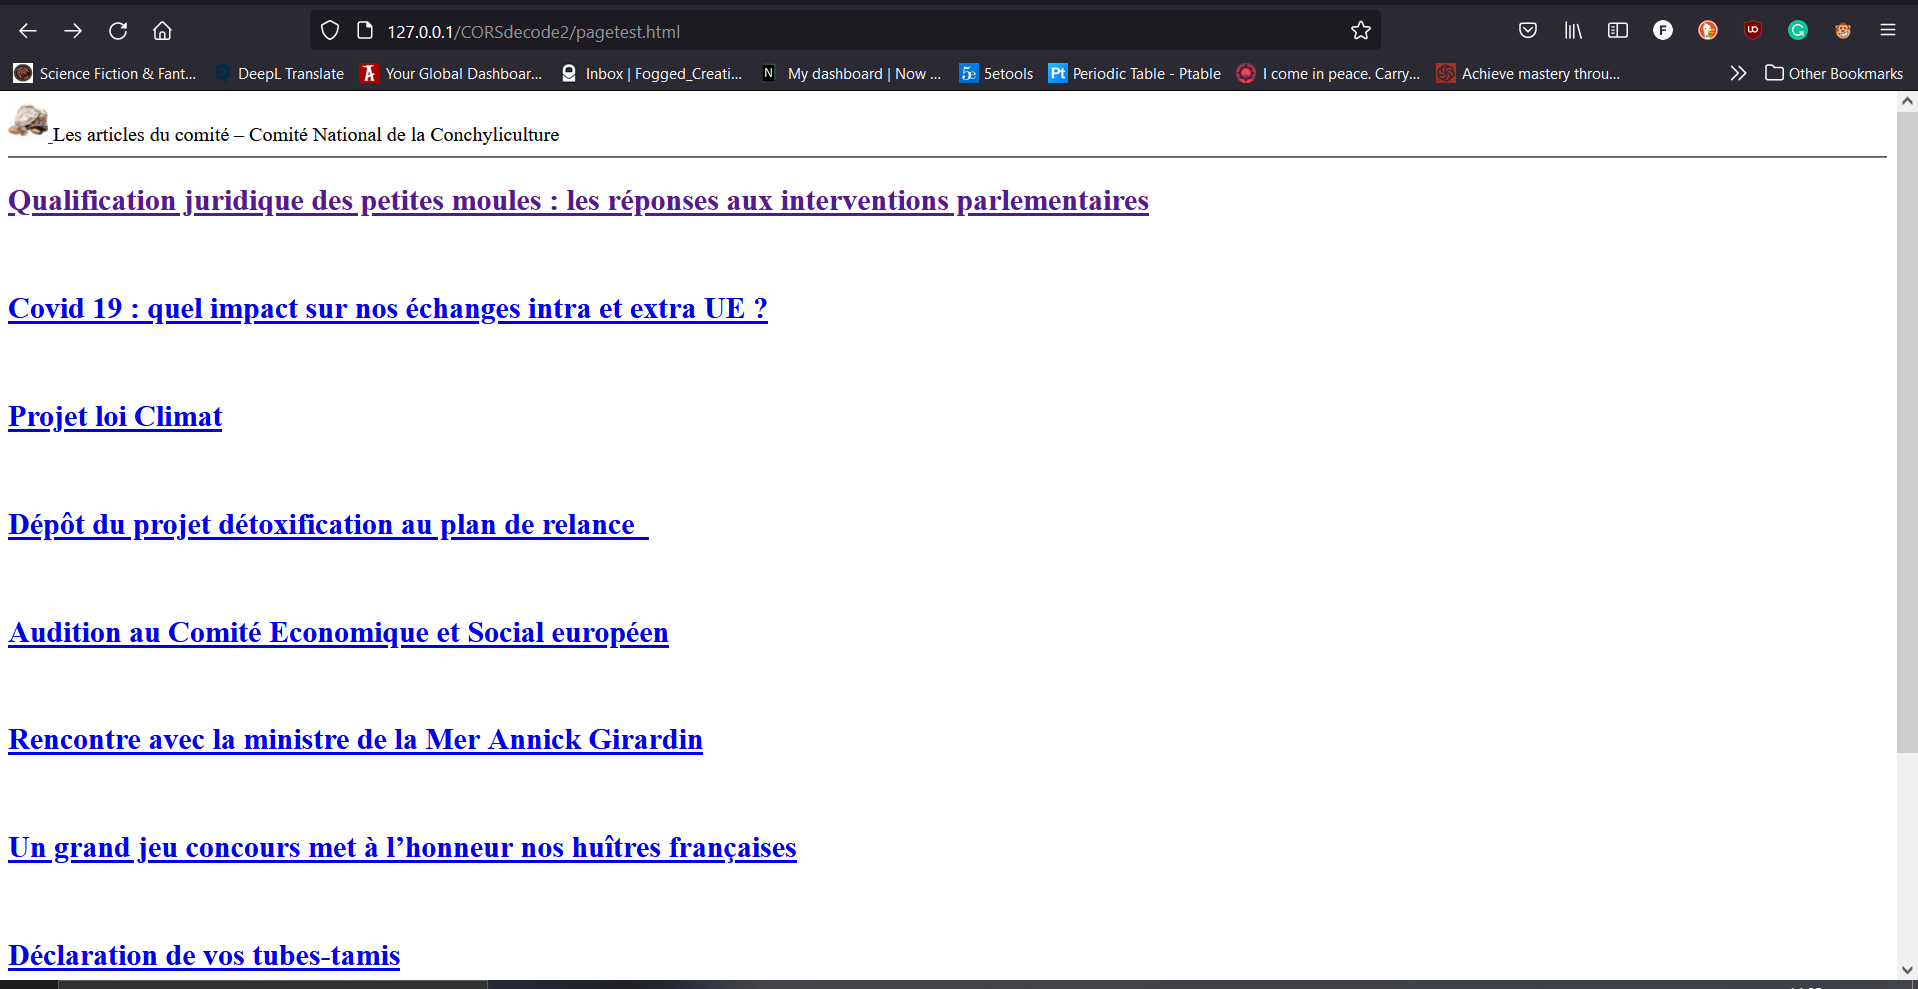 127.0.0.1/CORSdecode2/pagetest.html
F
UD
G
Science Fiction & Fant...
DeepL Translate
Your Global Dashboar...
Inbox | Fogged_Creati...
N
My dashboard | Now ...
5e
5etools
Pt
Periodic Table - Ptable
I come in peace. Carry...
Achieve mastery throu...
Other Bookmarks
Les articles du comité – Comité National de la Conchyliculture
Qualification juridique des petites moules : les réponses aux interventions parlementaires
Covid 19 : quel impact sur nos échanges intra et extra UE ?
Projet loi Climat
Dépôt du projet détoxification au plan de relance
Audition au Comité Economique et Social européen
Rencontre avec la ministre de la Mer Annick Girardin
Un grand jeu concours met à l’honneur nos huîtres françaises
Déclaration de vos tubes-tamis